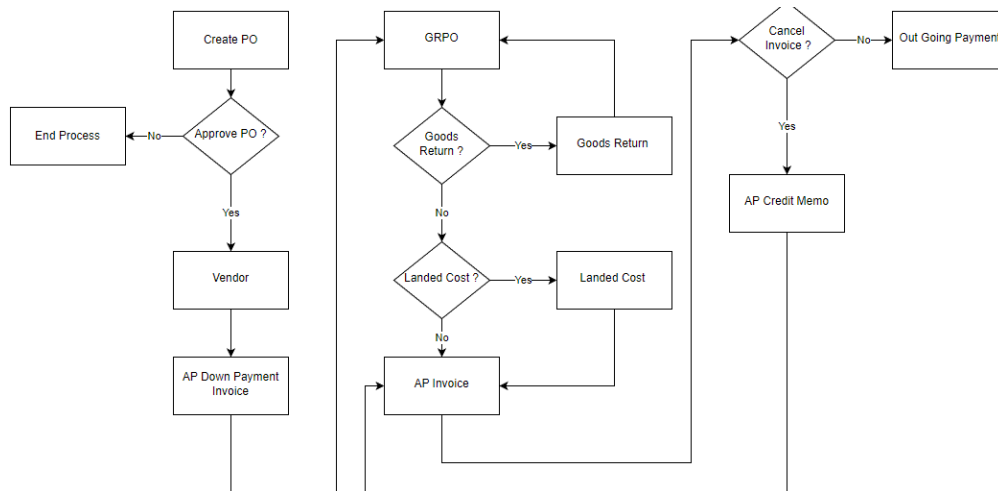 Create PO
Approve PO ?
No
End Process
Yes
Vendor
AP Down Payment
Invoice
GRPO
Goods
Return ?
Yes
Goods Return
No
Landed Cost ?
Yes
Landed Cost
No
AP Invoice
Cancel
Invoice ?
No
Out Going Payment
Yes
AP Credit Memo